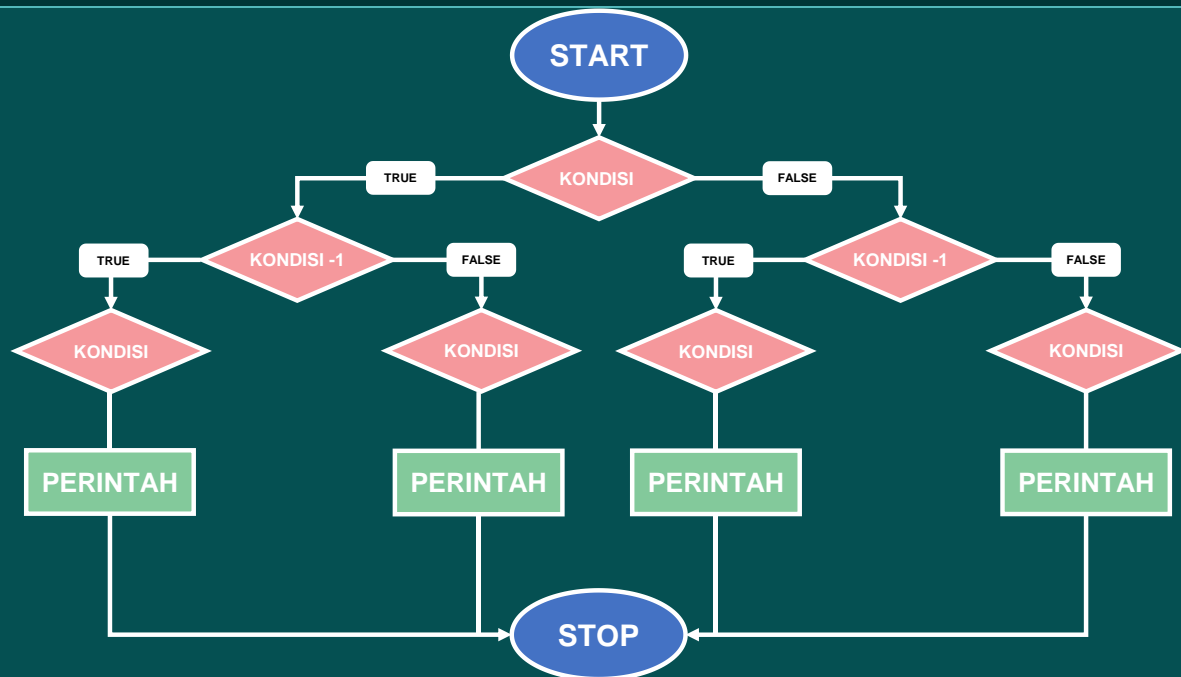 START
KONDISI
TRUE
FALSE
KONDISI -1
KONDISI -1
TRUE
FALSE
TRUE
FALSE
KONDISI
KONDISI
KONDISI
KONDISI
PERINTAH
PERINTAH
PERINTAH
PERINTAH
STOP